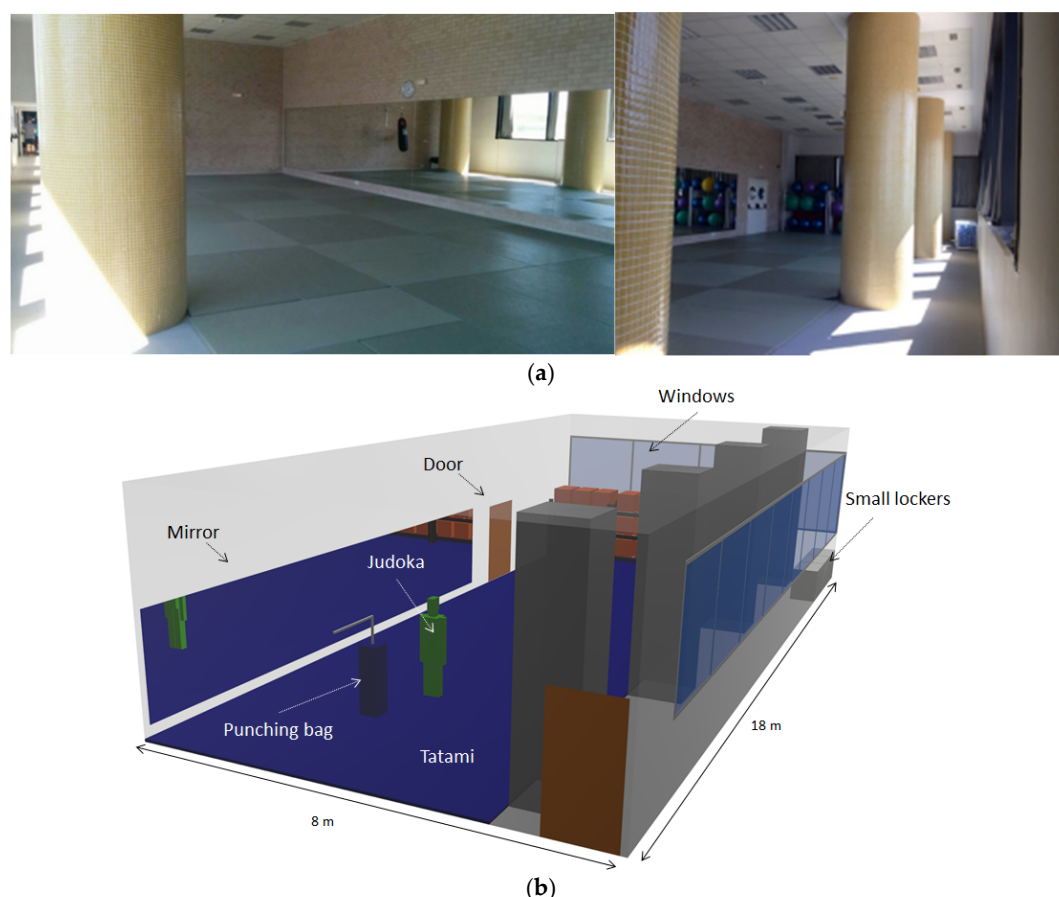 (a)
Windows
Door
Small lockers
Mirror
Judoka
Punching bag
Tatami
18 m
8 m
(b)